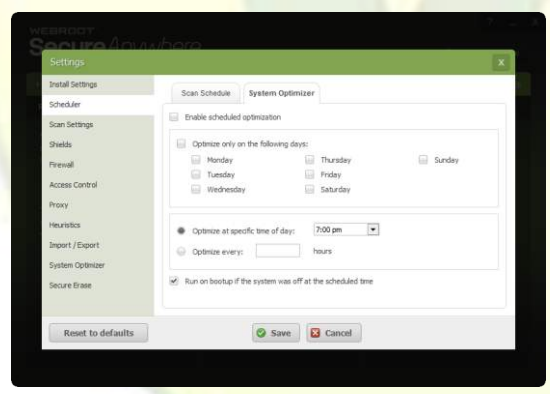 WEBROOT
SecureAnywhere
Settings
X
Install Settings
Scheduler
Scan Settings
Shields
Firewall
Access Control
Proxy
Heuristics
Import / Export
System Optimizer
Secure Erase
Scan Schedule System Optimizer
Enable scheduled optimization
Optimize only on the following days:
Monday Thursday Sunday
Tuesday Friday
Wednesday Saturday
Optimize at specific time of day: 7:00 pm
Optimize every: hours
Run on bootup if the system was off at the scheduled time
Reset to defaults Save Cancel